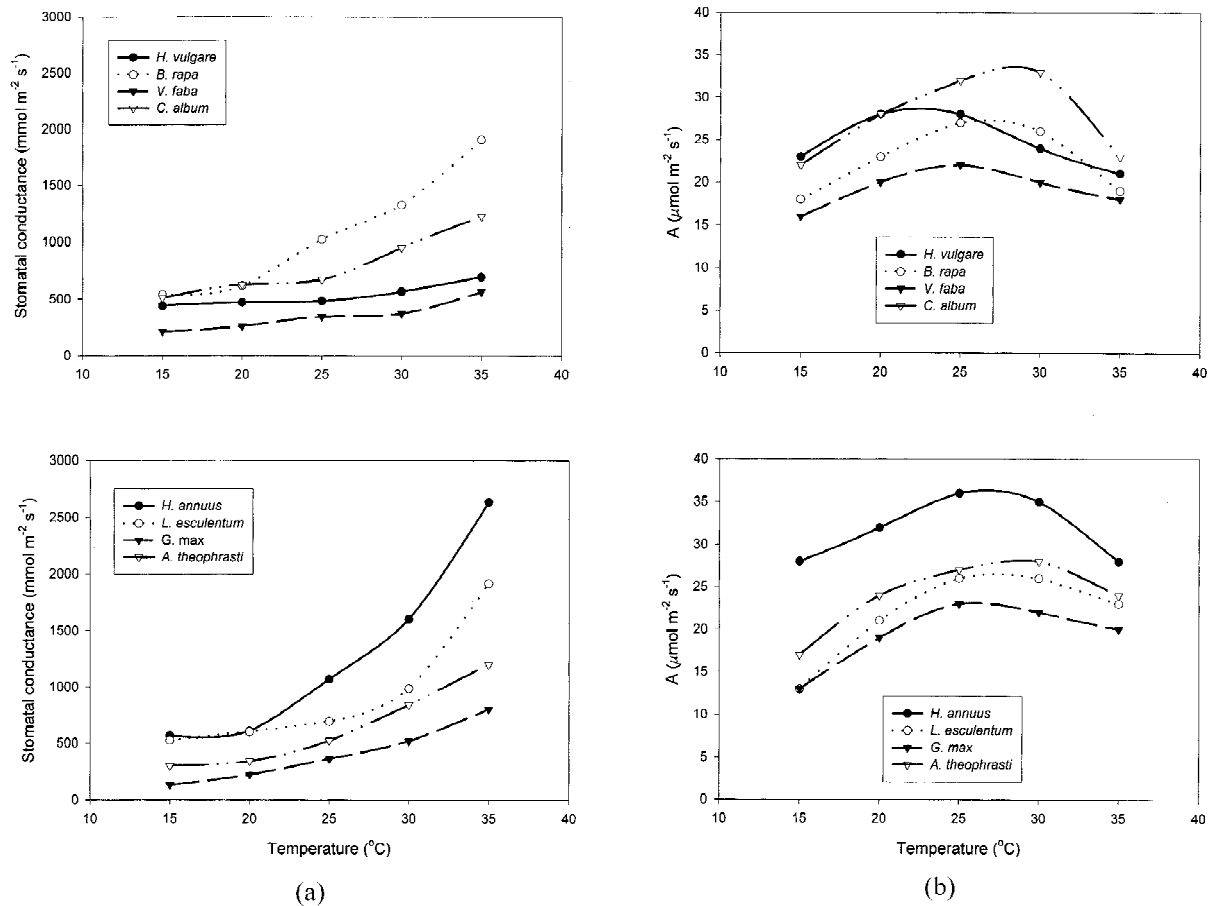 Stomatal conductance (mmol m-2 s-1)
3000
2500
2000
1500
1000
500
0
H. vulgare
B. rapa
V. faba
C. album
10 15 20 25 30 35 40
A (μmol m-2 s-1)
40
35
30
25
20
15
10
5
0
H. vulgare
B. rapa
V. faba
C. album
10 15 20 25 30 35 40
Stomatal conductance (mmol m-2 s-1)
3000
2500
2000
1500
1000
500
0
H. annuus
L. esculentum
G. max
A. theophrasti
10 15 20 25 30 35 40
Temperature (oC)
(a)
A (μmol m-2 s-1)
40
35
30
25
20
15
10
5
0
H. annuus
L. esculentum
G. max
A. theophrasti
10 15 20 25 30 35 40
Temperature (oC)
(b)